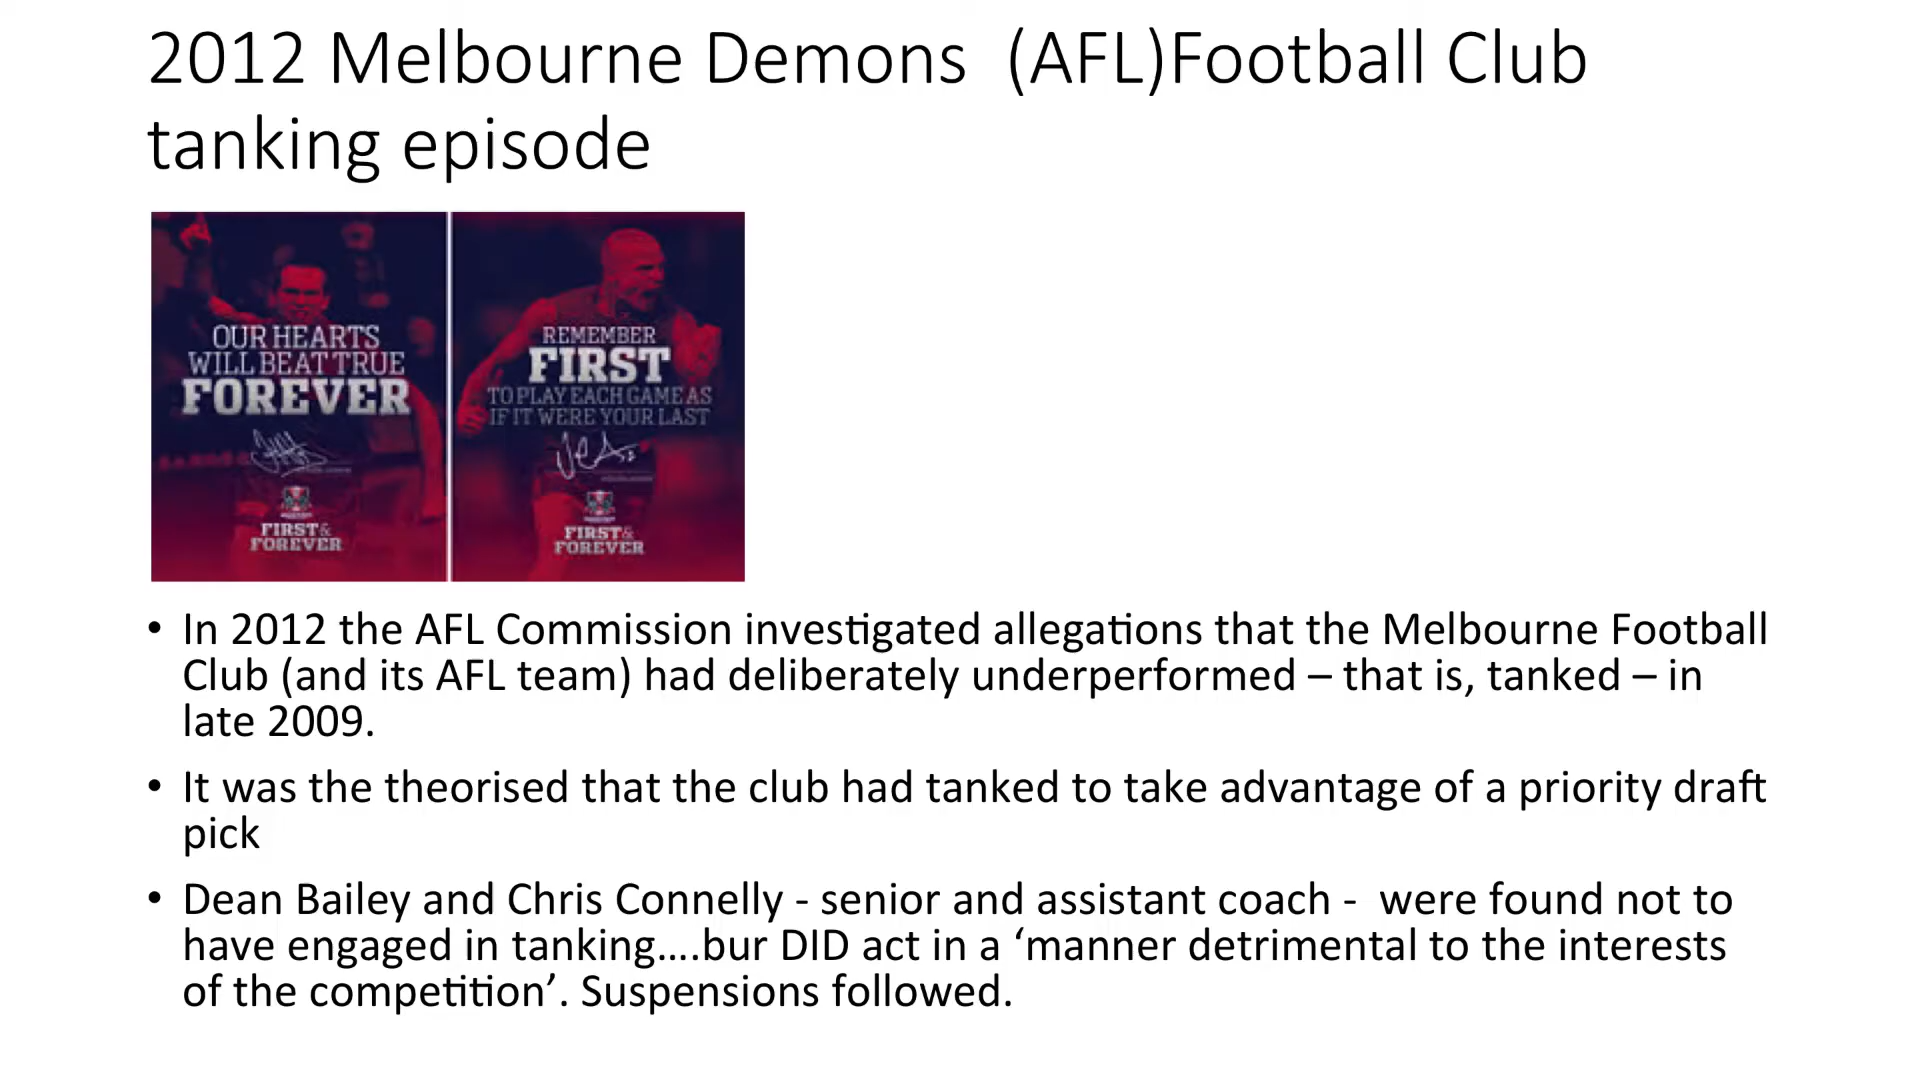 2012 Melbourne Demons  (AFL)Football Club
tanking episode
OUR HEARTS
WILL BEAT TRUE
FOREVER
FIRST&
FOREVER
REMEMBER
FIRST
TO PLAY EACH GAME AS
IF IT WERE YOUR LAST
FIRST&
FOREVER
• In 2012 the AFL Commission investigated allegations that the Melbourne Football
Club (and its AFL team) had deliberately underperformed – that is, tanked – in
late 2009.
• It was the theorised that the club had tanked to take advantage of a priority draft
pick
• Dean Bailey and Chris Connelly - senior and assistant coach -  were found not to
have engaged in tanking….bur DID act in a ‘manner detrimental to the interests
of the competition’. Suspensions followed.